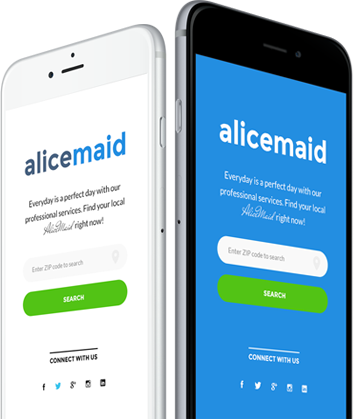 alicemaid
Everyday is a perfect day with our
professional services. Find your local
AliceMaid right now!
Enter ZIP code to search
SEARCH
CONNECT WITH US
alicemaid
Everyday is a perfect day with our
professional services. Find your local
AliceMaid right now!
Enter ZIP code to search
SEARCH
CONNECT WITH US